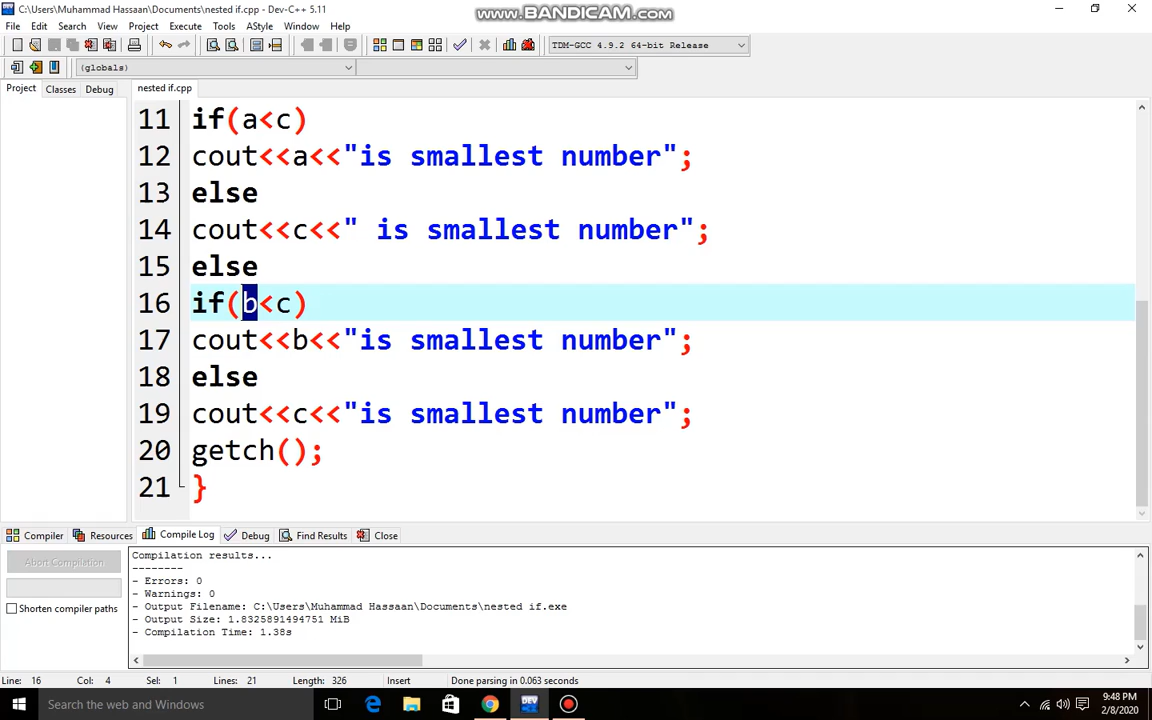 C:\Users\Muhammad Hassaan\Documents\nested if.cpp - Dev-C++ 5.11
www.BANDICAM.com
File Edit Search View Project Execute Tools AStyle Window Help
TDM-GCC 4.9.2 64-bit Release
(globals)
Project Classes Debug
nested if.cpp
11 if(a<c)
12 cout<<a<<"is smallest number";
13 else
14 cout<<c<<" is smallest number";
15 else
16 if(b<c)
17 cout<<b<<"is smallest number";
18 else
19 cout<<c<<"is smallest number";
20 getch();
21 }
Compiler Resources Compile Log Debug Find Results Close
Abort Compilation
Shorten compiler paths
Compilation results...
--------
- Errors: 0
- Warnings: 0
- Output Filename: C:\Users\Muhammad Hassaan\Documents\nested if.exe
- Output Size: 1.8325891494751 MiB
- Compilation Time: 1.38s
Line: 16 Col: 4 Sel: 1 Lines: 21 Length: 326 Insert Done parsing in 0.063 seconds
Search the web and Windows
DEV
9:48 PM
2/8/2020